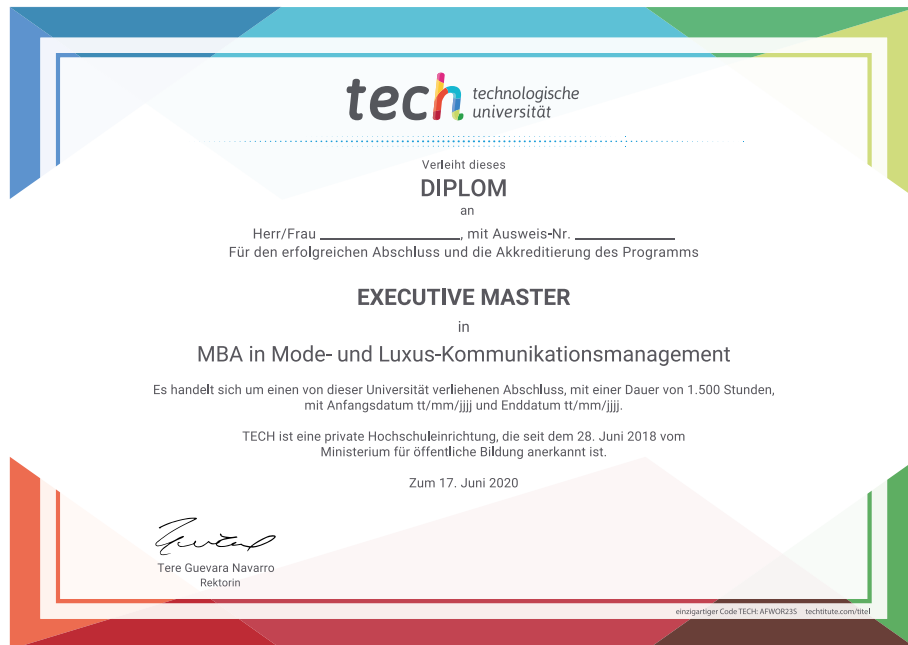 tech technologische
universität
Verleiht dieses
DIPLOM
an
Herr/Frau ____________________, mit Ausweis-Nr. ______________
Für den erfolgreichen Abschluss und die Akkreditierung des Programms
EXECUTIVE MASTER
in
MBA in Mode- und Luxus-Kommunikationsmanagement
Es handelt sich um einen von dieser Universität verliehenen Abschluss, mit einer Dauer von 1.500 Stunden,
mit Anfangsdatum tt/mm/jjjj und Enddatum tt/mm/jjjj.
TECH ist eine private Hochschuleinrichtung, die seit dem 28. Juni 2018 vom
Ministerium für öffentliche Bildung anerkannt ist.
Zum 17. Juni 2020
Tere Guevara Navarro
Rektorin
einzigartiger Code TECH: AFWOR23S techtitute.com/titel